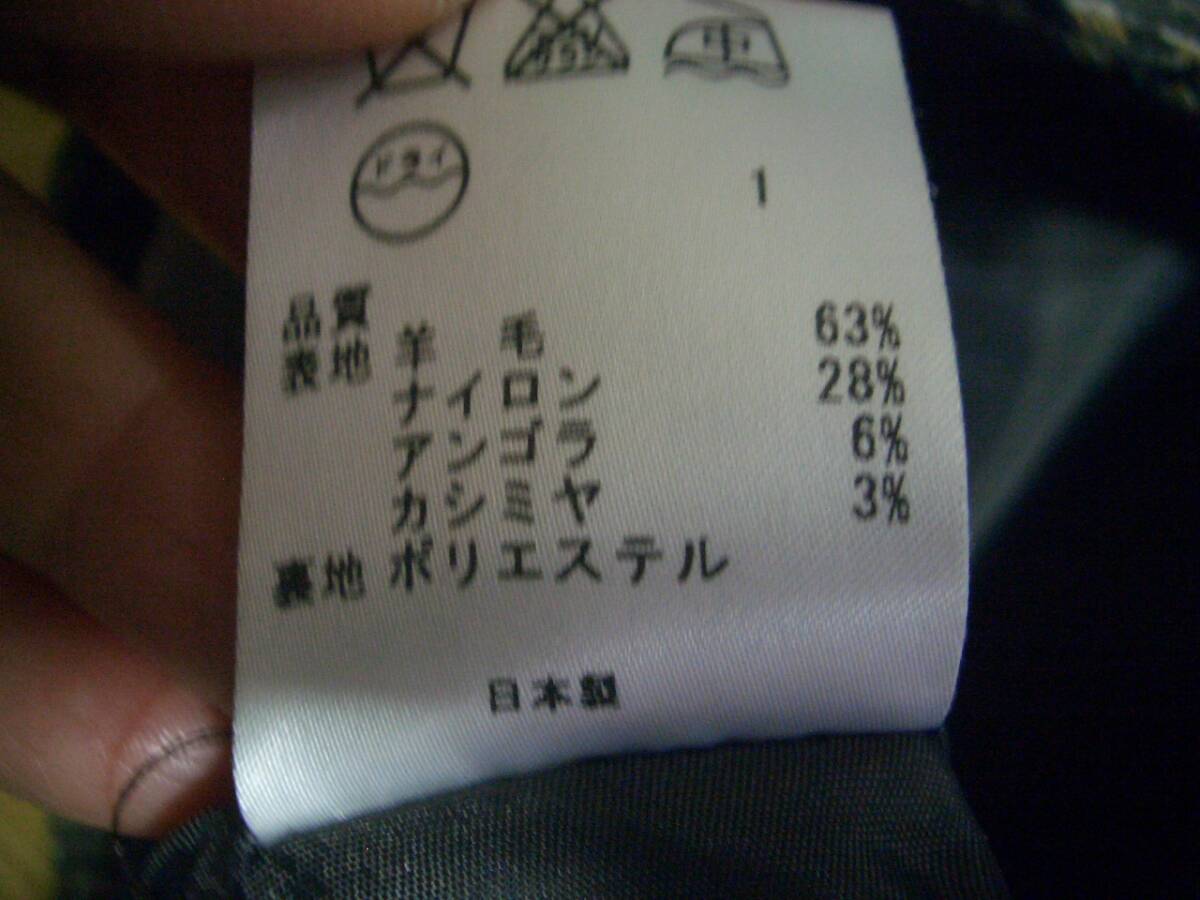 中
ドライ
1
品質
表地 羊毛 63%
ナイロン 28%
アンゴラ 6%
カシミヤ 3%
裏地 ポリエステル
日本製